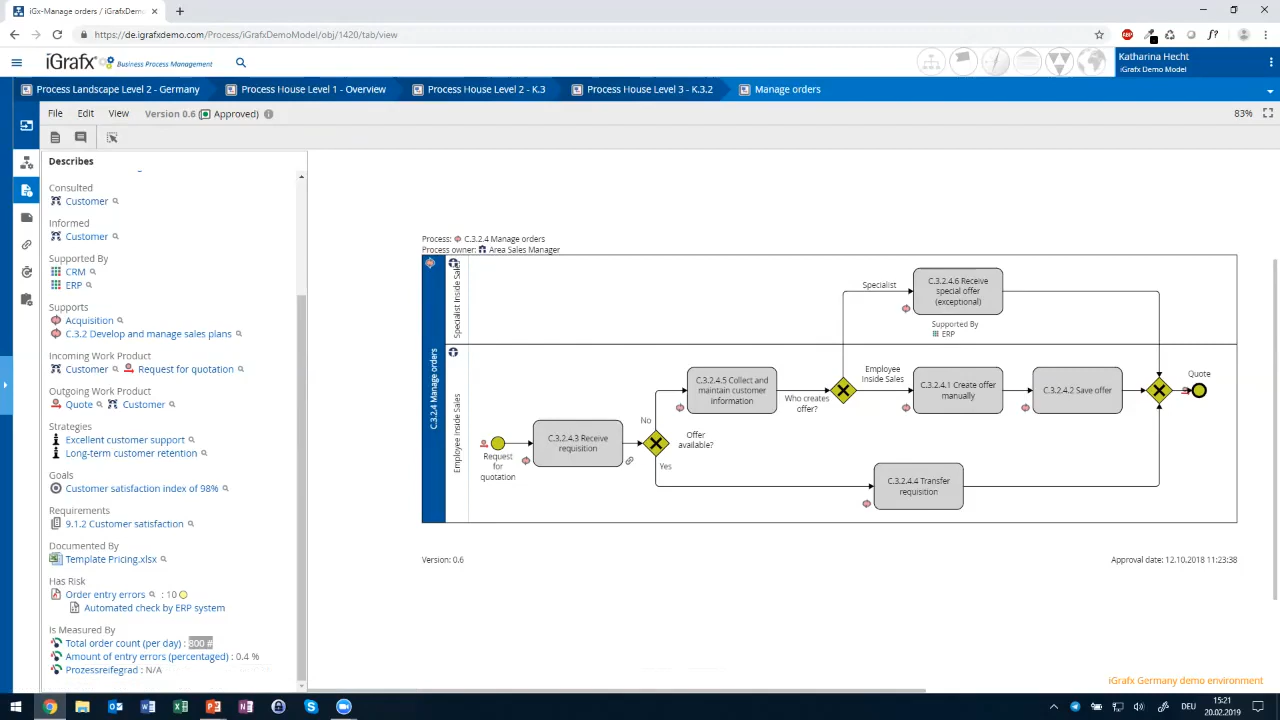 iGx-Manage orders / iGrafxDem
https://de.igrafxdemo.com/Process/iGrafxDemoModel/obj/1420/tab/view
ABP
f?
iGrafx Business Process Management
Katharina Hecht
iGrafx Demo Model
Process Landscape Level 2 - Germany
Process House Level 1 - Overview
Process House Level 2 - K.3
Process House Level 3 - K.3.2
Manage orders
File Edit View Version 0.6 ( Approved)
83%
Describes
Consulted
Customer
Informed
Customer
Supported By
CRM
ERP
Supports
Acquisition
C.3.2 Develop and manage sales plans
Incoming Work Product
Customer Request for quotation
Outgoing Work Product
Quote Customer
Strategies
Excellent customer support
Long-term customer retention
Goals
Customer satisfaction index of 98%
Requirements
9.1.2 Customer satisfaction
Documented By
Template Pricing.xlsx
Has Risk
Order entry errors : 10
Automated check by ERP system
Is Measured By
Total order count (per day) : 800 #
Amount of entry errors (percentaged) : 0.4 %
Prozessreifegrad : N/A
Process: C.3.2.4 Manage orders
Process owner: Area Sales Manager
C.3.2.4 Manage orders
Specialist Inside Sales
Employee Inside Sales
Specialist
C.3.2.4.6 Receive
special offer
(exceptional)
Supported By
ERP
Request
for
quotation
C.3.2.4.3 Receive
requisition
Offer
available?
No
Yes
C.3.2.4.5 Collect and
maintain customer
information
Who creates
offer?
Employee
Inside Sales
C.3.2.4.1 Create offer
manually
C.3.2.4.2 Save offer
Quote
C.3.2.4.4 Transfer
requisition
Version: 0.6
Approval date: 12.10.2018 11:23:38
iGrafx Germany demo environment
DEU
15:21
20.02.2019